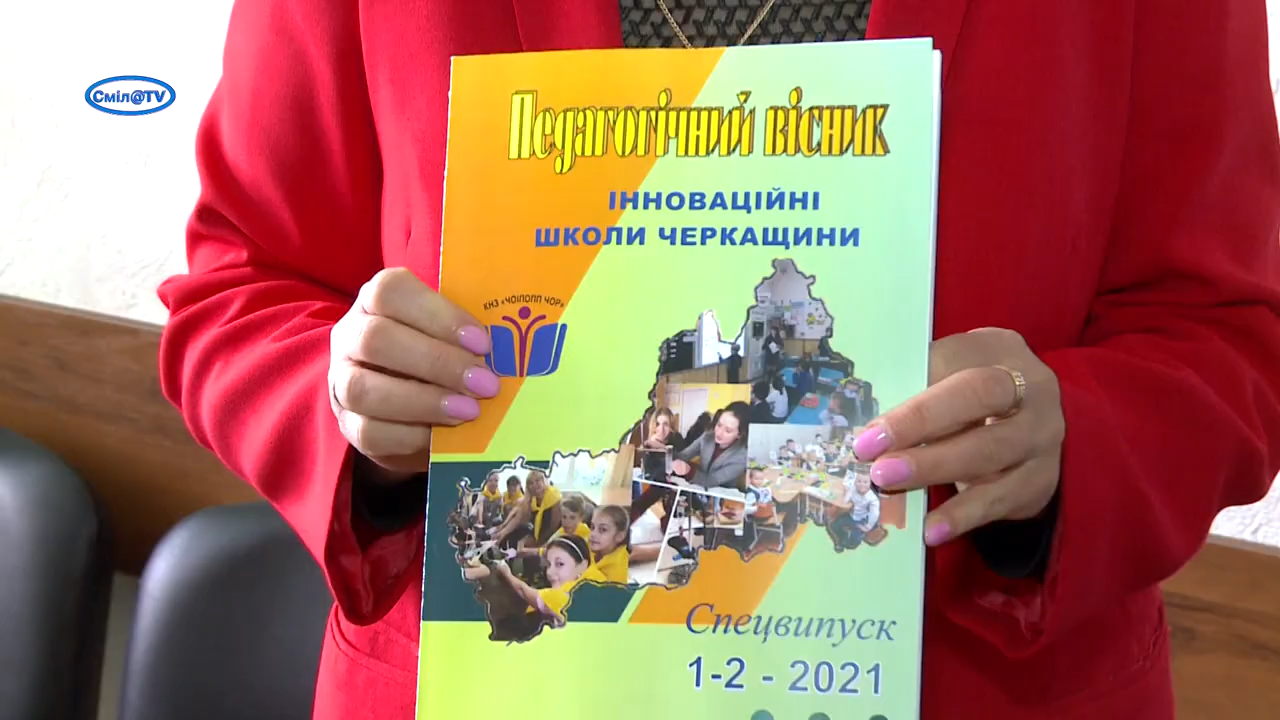 Сміл@TV
Педагогічний вісник
ІННОВАЦІЙНІ
ШКОЛИ ЧЕРКАЩИНИ
КНЗ «ЧОІПОПП ЧОР»
Спецвипуск
1-2 - 2021